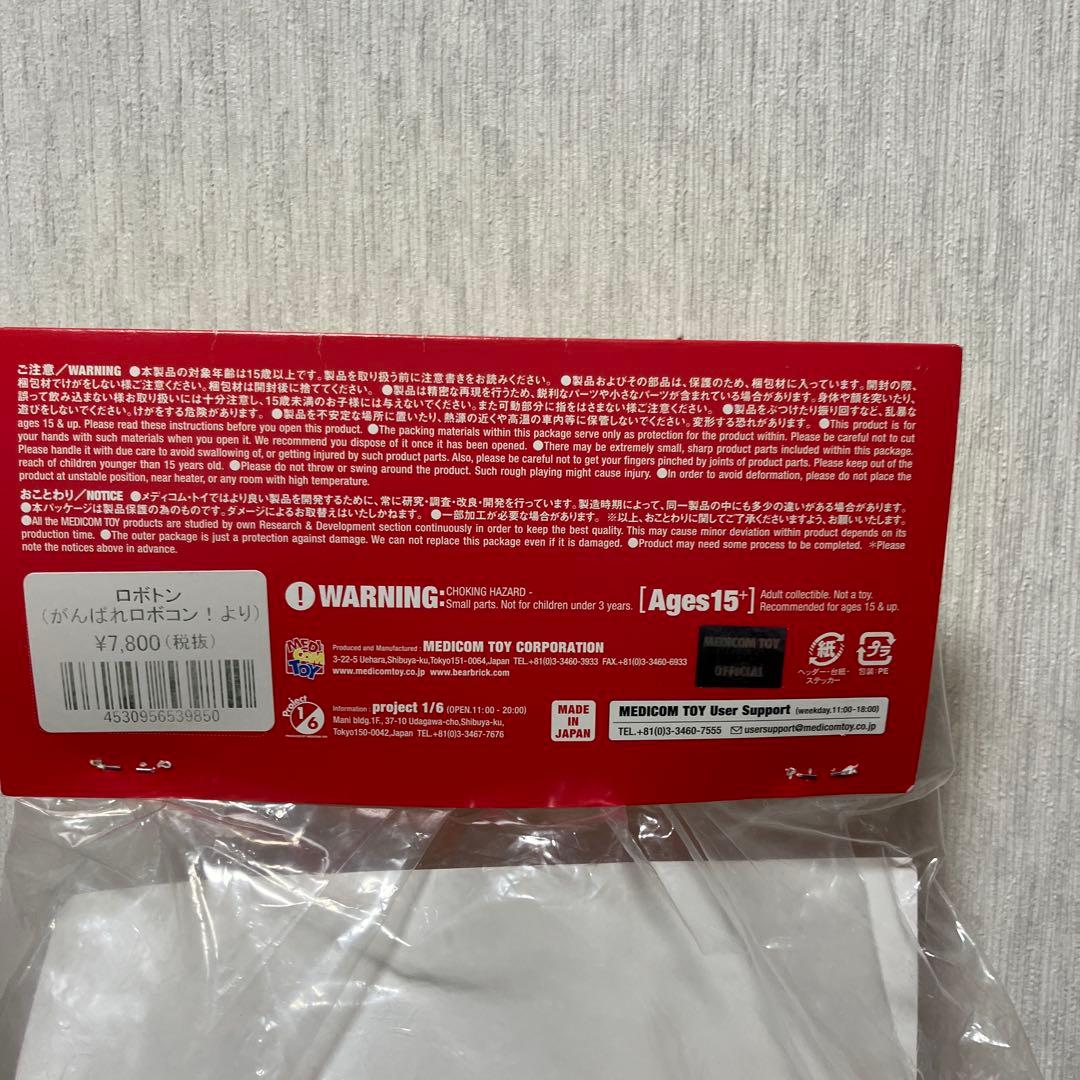 ご注意／WARNING ●本製品の対象年齢は15歳以上です。製品を取り扱う前に注意書きをお読みください。 ●製品およびその部品は、保護のため、梱包材に入っています。開封の際、
梱包材でけがをしない様ご注意ください。梱包材は開封後に捨ててください。 ●製品は精密な再現を行うため、鋭利なパーツや小さなパーツが含まれている場合があります。身体や顔を突いたり、
誤って飲み込まない様お取り扱いには十分注意し、15歳未満のお子様には与えないでください。また可動部分に指をはさまない様ご注意ください。 ●製品をぶつけたり振り回すなど、乱暴な
遊びをしないでください。けがをする危険があります。 ●製品を不安定な場所に置いたり、熱源の近くや高温の車内等に保管しないでください。変形する恐れがあります。 ●This product is for
ages 15 & up. Please read these instructions before you open this product. ●The packing materials within this package serve only as protection for the product within. Please be careful not to cut
your hands with such materials when you open it. We recommend you dispose of it once it has been opened. ●There may be extremely small, sharp product parts included within this package.
Please handle it with due care to avoid swallowing of, or getting injured by such product parts. Also, please be careful not to get your fingers pinched by joints of product parts. Please keep out of the
reach of children younger than 15 years old. ●Please do not throw or swing around the product. Such rough playing might cause injury. ●In order to avoid deformation, please do not place the
product at unstable position, near heater, or any room with high temperature.
おことわり／NOTICE ●メディコム・トイではより良い製品を開発するために、常に研究・調査・改良・開発を行っています。製造時期によって、同一製品の中にも多少の違いがある場合があります。
●本パッケージは製品保護の為のものです。ダメージによるお取替えはいたしかねます。 ●一部加工が必要な場合があります。 ※以上、おことわりに関してご了承くださいますよう、お願いいたします。
●All the MEDICOM TOY products are studied by own Research & Development section continuously in order to keep the best quality. This may cause minor deviation within product depends on its
production time. ●The outer package is just a protection against damage. We can not replace this package even if it is damaged. ●Product may need some process to be completed. ＊Please
note the notices above in advance.
ロボトン
(がんばれロボコン！より)
¥7,800(税抜)
4530956539850
! WARNING: CHOKING HAZARD -
Small parts. Not for children under 3 years.
[Ages15+] Adult collectible. Not a toy.
Recommended for ages 15 & up.
MEDI COM TOY
Produced and Manufactured : MEDICOM TOY CORPORATION
3-22-5 Uehara,Shibuya-ku,Tokyo151-0064,Japan TEL.+81(0)3-3460-3933 FAX.+81(0)3-3460-6933
www.medicomtoy.co.jp www.bearbrick.com
MEDICOM TOY
OFFICIAL
紙
ヘッダー・台紙・
ステッカー
プラ
包装:PE
Project 1/6
Information : project 1/6 (OPEN.11:00 - 20:00)
Mani bldg.1F, 37-10 Udagawa-cho,Shibuya-ku,
Tokyo150-0042,Japan TEL.+81(0)3-3467-7676
MADE
IN
JAPAN
MEDICOM TOY User Support (weekday.11:00-18:00)
TEL.+81(0)3-3460-7555 usersupport@medicomtoy.co.jp